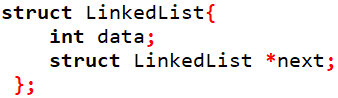 struct LinkedList{
    int data;
    struct LinkedList *next;
 };